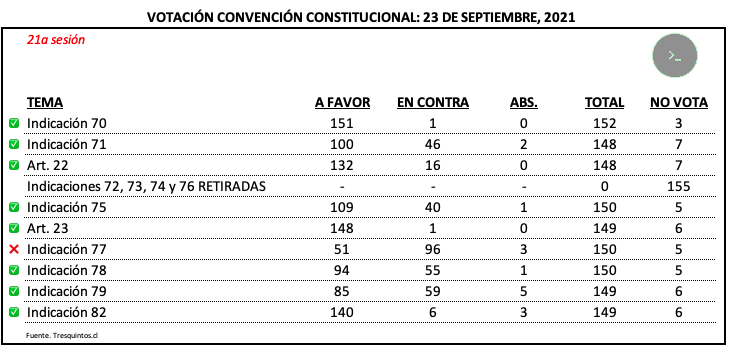 VOTACIÓN CONVENCIÓN CONSTITUCIONAL: 23 DE SEPTIEMBRE, 2021
21a sesión
>_
TEMA A FAVOR EN CONTRA ABS. TOTAL NO VOTA
Indicación 70 151 1 0 152 3
Indicación 71 100 46 2 148 7
Art. 22 132 16 0 148 7
Indicaciones 72, 73, 74 y 76 RETIRADAS - - - 0 155
Indicación 75 109 40 1 150 5
Art. 23 148 1 0 149 6
Indicación 77 51 96 3 150 5
Indicación 78 94 55 1 150 5
Indicación 79 85 59 5 149 6
Indicación 82 140 6 3 149 6
Fuente. Tresquintos.cl